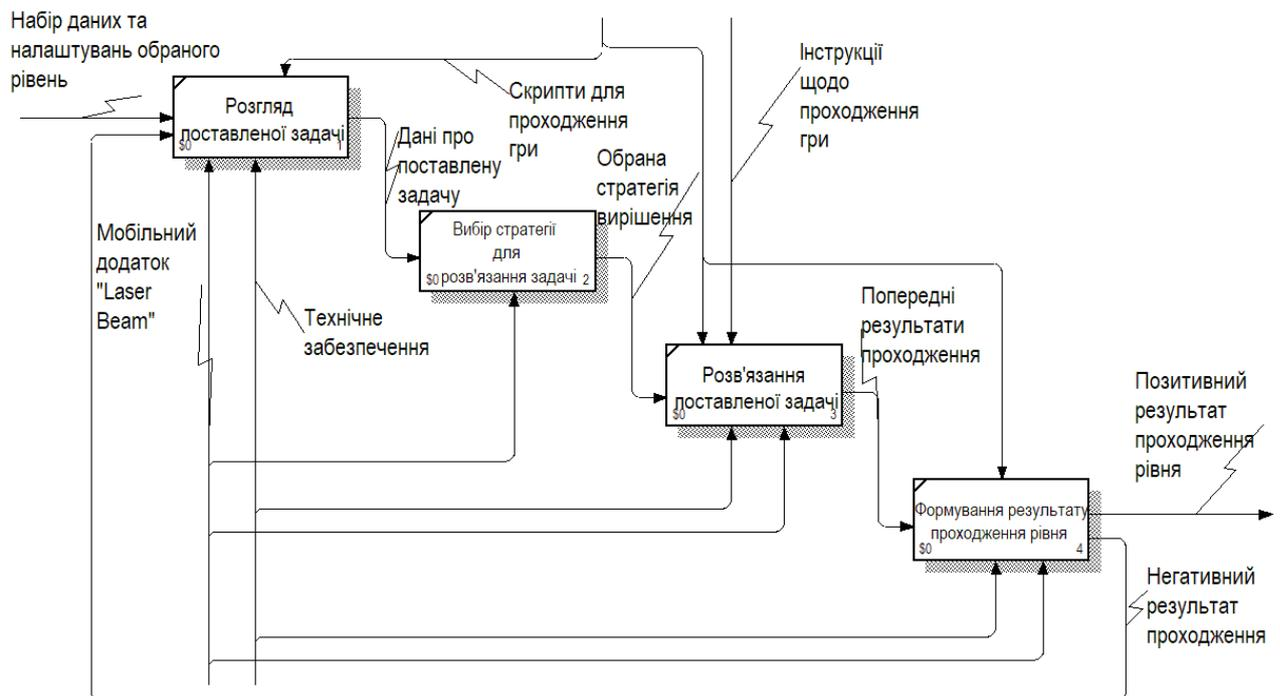 Набір даних та
налаштувань обраного
рівень
Розгляд
поставленої задачі
$0
1
Скрипти для
проходження
гри
Інструкції
щодо
проходження
гри
Дані про
поставлену
задачу
Обрана
стратегія
вирішення
Вибір стратегії
для
розв'язання задачі
$0
2
Мобільний
додаток
"Laser
Beam"
Технічне
забезпечення
Попередні
результати
проходження
Розв'язання
поставленої задачі
$0
3
Позитивний
результат
проходження
рівня
Формування результату
проходження рівня
$0
4
Негативний
результат
проходження